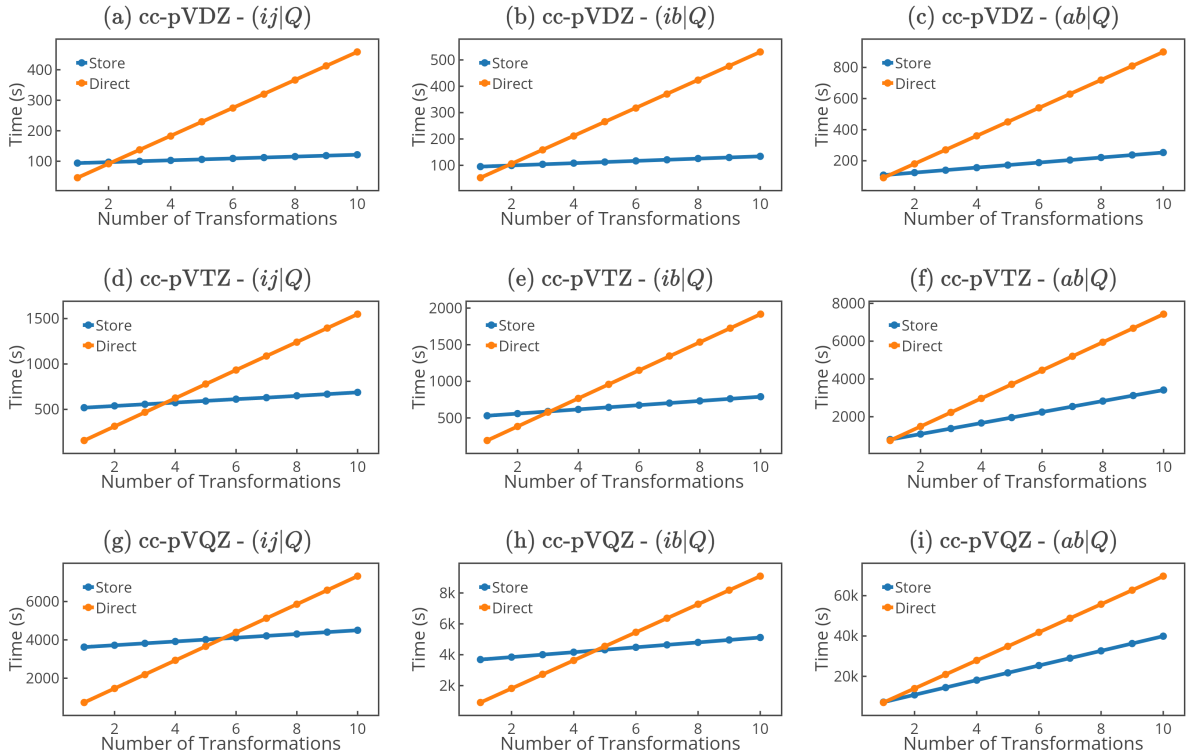 (a) cc-pVDZ - (ij|Q)
Time (s)
400
300
200
100
Store
Direct
2 4 6 8 10
Number of Transformations
(b) cc-pVDZ - (ib|Q)
Time (s)
500
400
300
200
100
Store
Direct
2 4 6 8 10
Number of Transformations
(c) cc-pVDZ - (ab|Q)
Time (s)
800
600
400
200
Store
Direct
2 4 6 8 10
Number of Transformations
(d) cc-pVTZ - (ij|Q)
Time (s)
1500
1000
500
Store
Direct
2 4 6 8 10
Number of Transformations
(e) cc-pVTZ - (ib|Q)
Time (s)
2000
1500
1000
500
Store
Direct
2 4 6 8 10
Number of Transformations
(f) cc-pVTZ - (ab|Q)
Time (s)
8000
6000
4000
2000
Store
Direct
2 4 6 8 10
Number of Transformations
(g) cc-pVQZ - (ij|Q)
Time (s)
6000
4000
2000
Store
Direct
2 4 6 8 10
Number of Transformations
(h) cc-pVQZ - (ib|Q)
Time (s)
8k
6k
4k
2k
Store
Direct
2 4 6 8 10
Number of Transformations
(i) cc-pVQZ - (ab|Q)
Time (s)
60k
40k
20k
Store
Direct
2 4 6 8 10
Number of Transformations